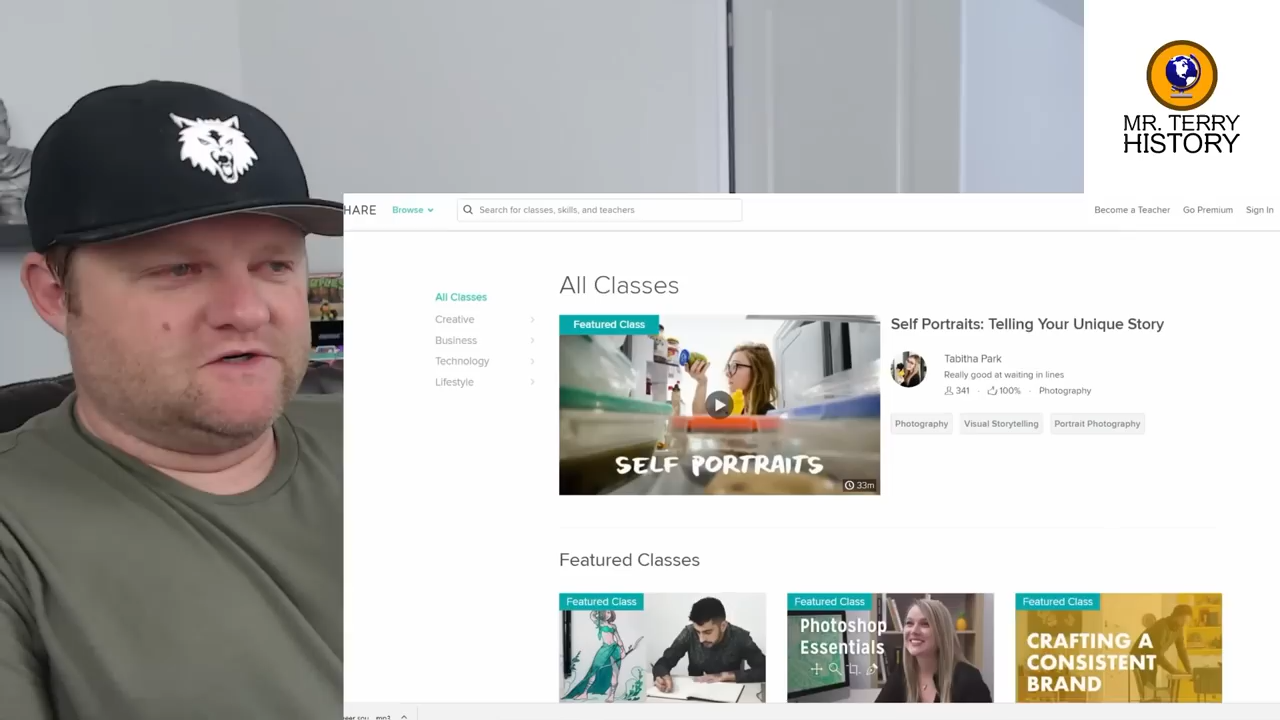 MR. TERRY
HISTORY
HARE
Browse
Search for classes, skills, and teachers
Become a Teacher
Go Premium
Sign In
All Classes
Creative
Business
Technology
Lifestyle
All Classes
Featured Class
SELF PORTRAITS
33m
Self Portraits: Telling Your Unique Story
Tabitha Park
Really good at waiting in lines
341 · 100% · Photography
Photography
Visual Storytelling
Portrait Photography
Featured Classes
Featured Class
Featured Class
Photoshop
Essentials
Featured Class
CRAFTING A
CONSISTENT
BRAND